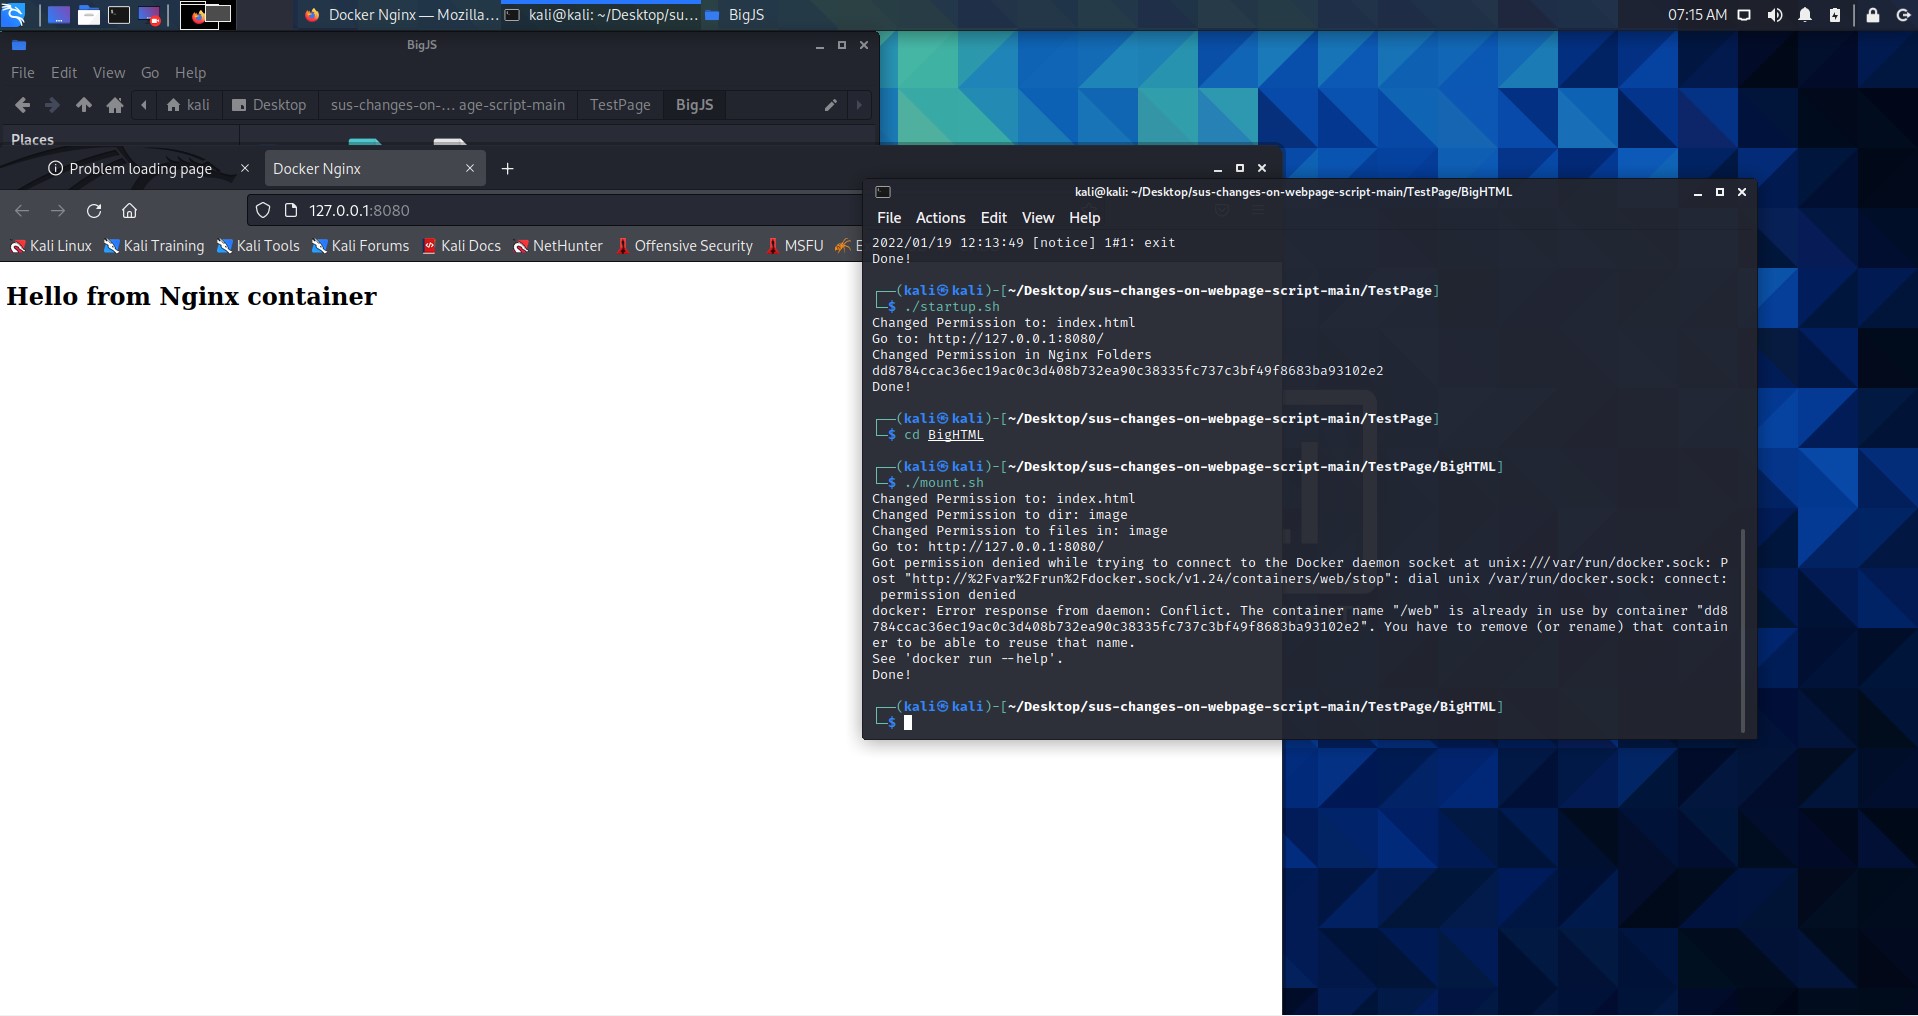 Docker Nginx — Mozilla...
kali@kali: ~/Desktop/su...
BigJS
07:15 AM
BigJS
File Edit View Go Help
kali Desktop sus-changes-on-... age-script-main TestPage BigJS
Places
Problem loading page
Docker Nginx
127.0.0.1:8080
Kali Linux Kali Training Kali Tools Kali Forums Kali Docs NetHunter Offensive Security MSFU E
Hello from Nginx container
kali@kali: ~/Desktop/sus-changes-on-webpage-script-main/TestPage/BigHTML
File Actions Edit View Help
2022/01/19 12:13:49 [notice] 1#1: exit
Done!
┌──(kali㉿kali)-[~/Desktop/sus-changes-on-webpage-script-main/TestPage]
└─$ ./startup.sh
Changed Permission to: index.html
Go to: http://127.0.0.1:8080/
Changed Permission in Nginx Folders
dd8784ccac36ec19ac0c3d408b732ea90c38335fc737c3bf49f8683ba93102e2
Done!
┌──(kali㉿kali)-[~/Desktop/sus-changes-on-webpage-script-main/TestPage]
└─$ cd BigHTML
┌──(kali㉿kali)-[~/Desktop/sus-changes-on-webpage-script-main/TestPage/BigHTML]
└─$ ./mount.sh
Changed Permission to: index.html
Changed Permission to dir: image
Changed Permission to files in: image
Go to: http://127.0.0.1:8080/
Got permission denied while trying to connect to the Docker daemon socket at unix:///var/run/docker.sock: P
ost "http://%2Fvar%2Frun%2Fdocker.sock/v1.24/containers/web/stop": dial unix /var/run/docker.sock: connect:
permission denied
docker: Error response from daemon: Conflict. The container name "/web" is already in use by container "dd8
784ccac36ec19ac0c3d408b732ea90c38335fc737c3bf49f8683ba93102e2". You have to remove (or rename) that contain
er to be able to reuse that name.
See 'docker run --help'.
Done!
┌──(kali㉿kali)-[~/Desktop/sus-changes-on-webpage-script-main/TestPage/BigHTML]
└─$